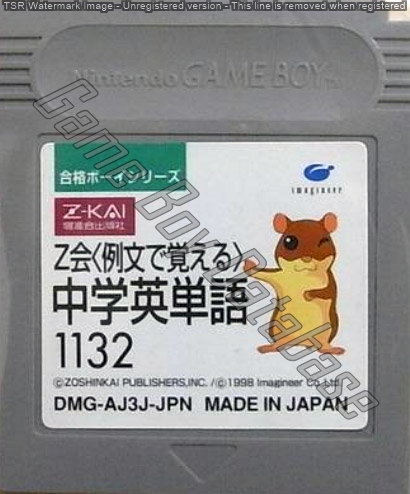 TSR Watermark Image - Unregistered version - This line is removed when registered
Nintendo GAME BOY
合格ボーイシリーズ
imagineer
Z-KAI
増進会出版社
Z会〈例文で覚える〉
中学英単語
1132
©ZOSHINKAI PUBLISHERS,INC. /©1998 Imagineer Co.,Ltd.
DMG-AJ3J-JPN MADE IN JAPAN
Game Boy Database